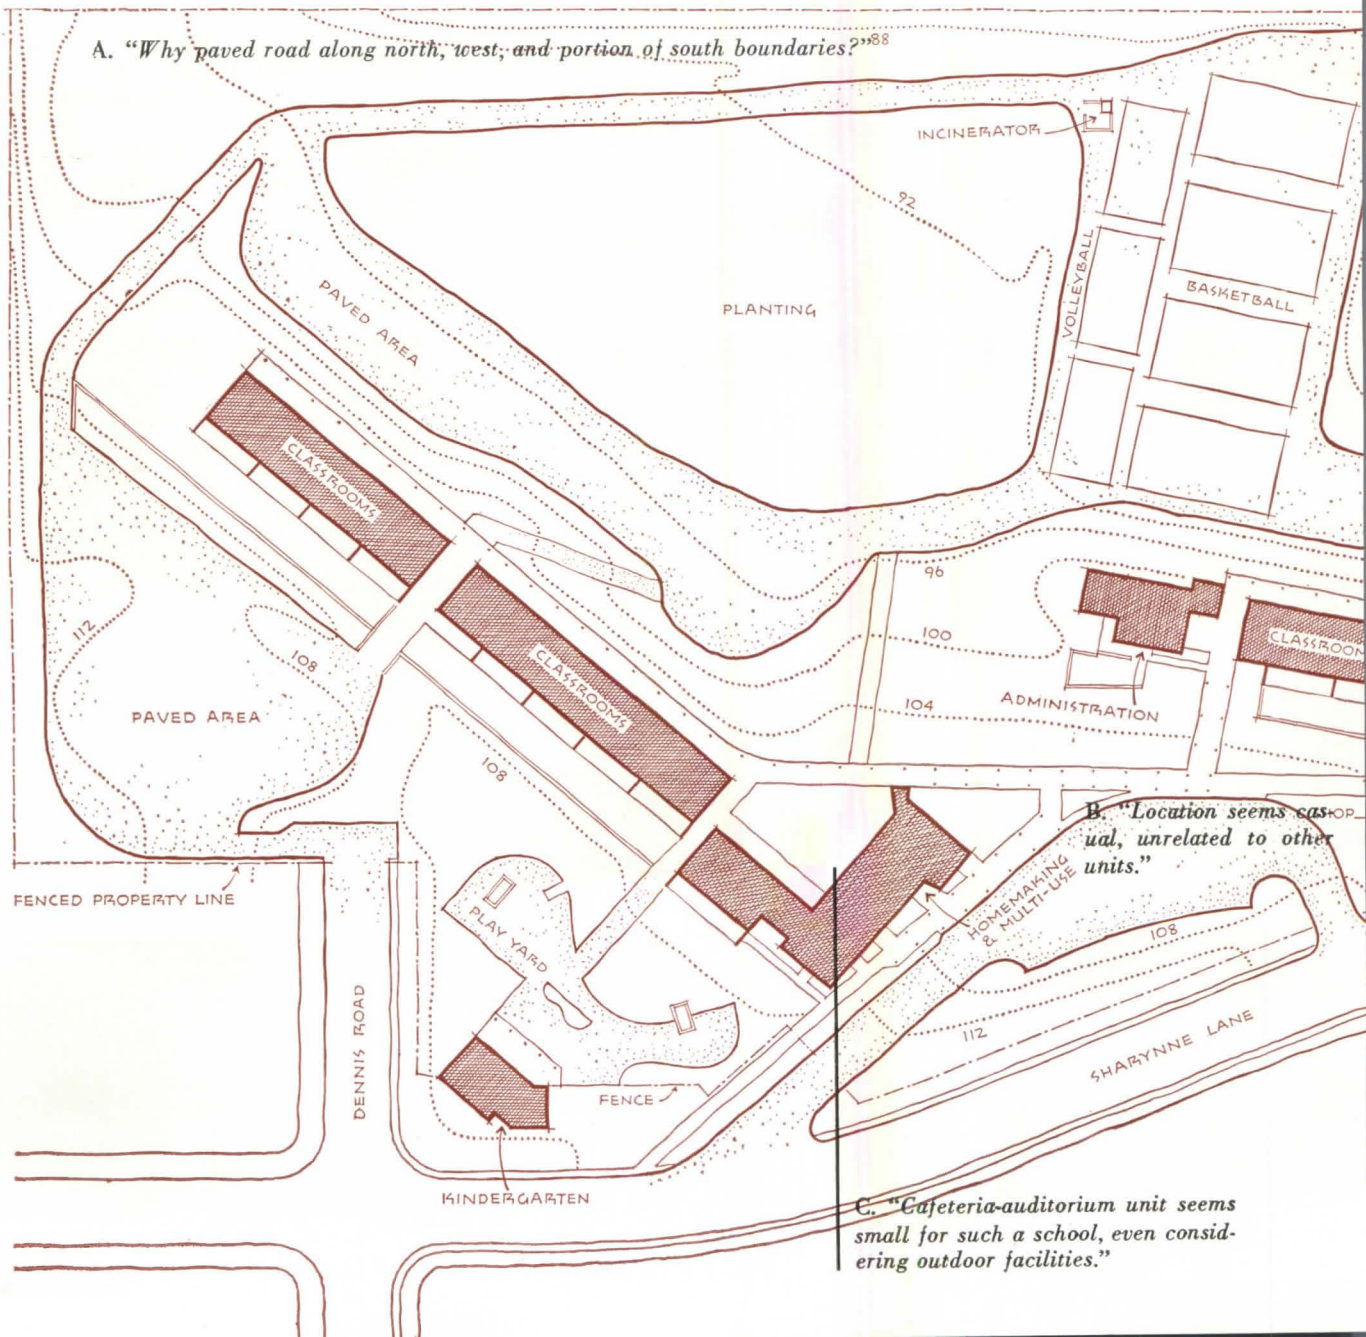 A. “Why paved road along north, west, and portion of south boundaries?”
88
INCINERATOR
92
PAVED AREA
PLANTING
VOLLEYBALL
BASKETBALL
CLASSROOMS
96
112
108
CLASSROOMS
100
CLASSROOM
PAVED AREA
104
ADMINISTRATION
108
B. “Location seems cas-
ual, unrelated to other
units.”
OP
HOMEMAKING
& MULTI-USE
FENCED PROPERTY LINE
PLAY YARD
108
DENNIS ROAD
112
SHARYNNE LANE
FENCE
KINDERGARTEN
C. “Cafeteria-auditorium unit seems
small for such a school, even consid-
ering outdoor facilities.”